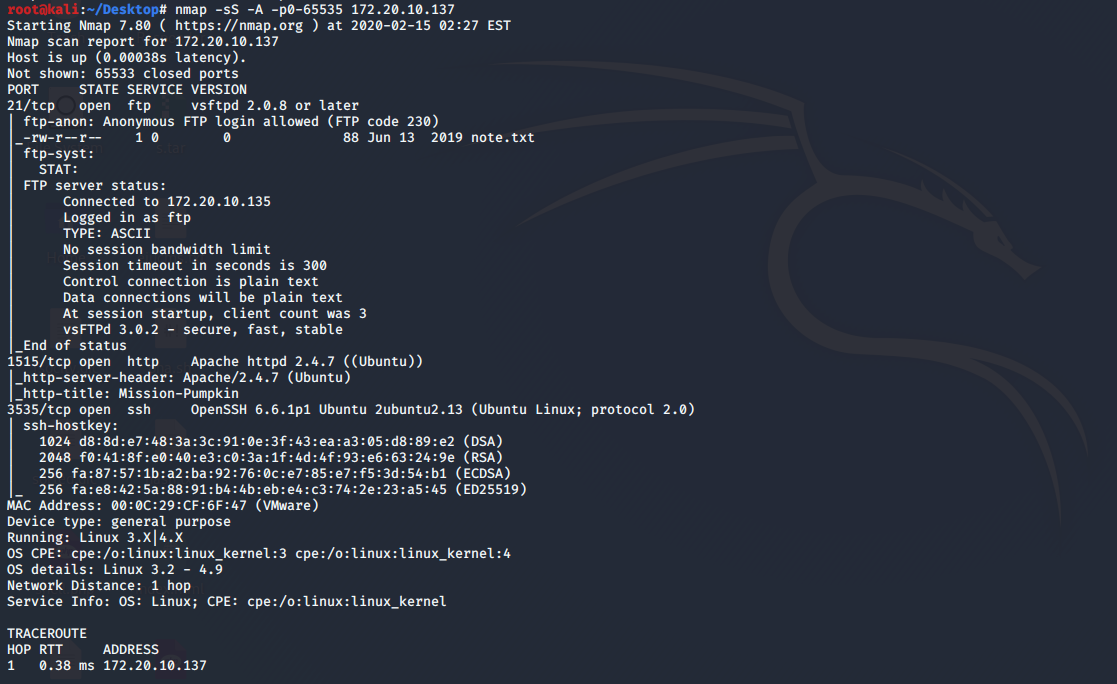 root@kali:~/Desktop# nmap -sS -A -p0-65535 172.20.10.137
Starting Nmap 7.80 ( https://nmap.org ) at 2020-02-15 02:27 EST
Nmap scan report for 172.20.10.137
Host is up (0.00038s latency).
Not shown: 65533 closed ports
PORT     STATE SERVICE VERSION
21/tcp   open  ftp     vsftpd 2.0.8 or later
| ftp-anon: Anonymous FTP login allowed (FTP code 230)
|_-rw-r--r--    1 0        0              88 Jun 13  2019 note.txt
| ftp-syst:
|   STAT:
| FTP server status:
|      Connected to 172.20.10.135
|      Logged in as ftp
|      TYPE: ASCII
|      No session bandwidth limit
|      Session timeout in seconds is 300
|      Control connection is plain text
|      Data connections will be plain text
|      At session startup, client count was 3
|      vsFTPd 3.0.2 - secure, fast, stable
|_End of status
1515/tcp open  http    Apache httpd 2.4.7 ((Ubuntu))
|_http-server-header: Apache/2.4.7 (Ubuntu)
|_http-title: Mission-Pumpkin
3535/tcp open  ssh     OpenSSH 6.6.1p1 Ubuntu 2ubuntu2.13 (Ubuntu Linux; protocol 2.0)
| ssh-hostkey:
|   1024 d8:8d:e7:48:3a:3c:91:0e:3f:43:ea:a3:05:d8:89:e2 (DSA)
|   2048 f0:41:8f:e0:40:e3:c0:3a:1f:4d:4f:93:e6:63:24:9e (RSA)
|   256 fa:87:57:1b:a2:ba:92:76:0c:e7:85:e7:f5:3d:54:b1 (ECDSA)
|_  256 fa:e8:42:5a:88:91:b4:4b:eb:e4:c3:74:2e:23:a5:45 (ED25519)
MAC Address: 00:0C:29:CF:6F:47 (VMware)
Device type: general purpose
Running: Linux 3.X|4.X
OS CPE: cpe:/o:linux:linux_kernel:3 cpe:/o:linux:linux_kernel:4
OS details: Linux 3.2 - 4.9
Network Distance: 1 hop
Service Info: OS: Linux; CPE: cpe:/o:linux:linux_kernel
TRACEROUTE
HOP RTT     ADDRESS
1   0.38 ms 172.20.10.137